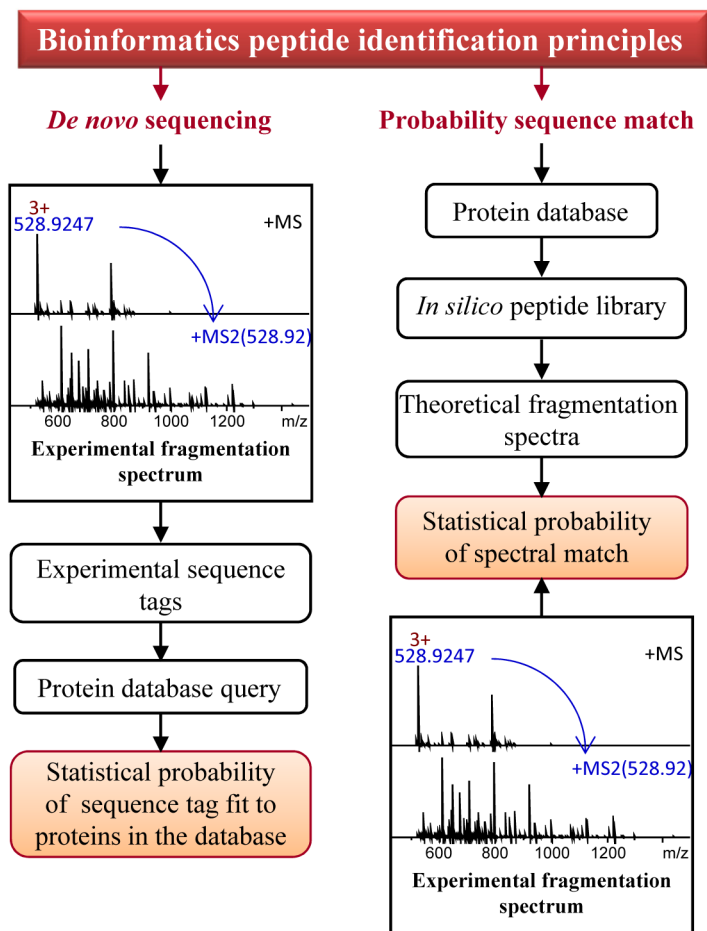 Bioinformatics peptide identification principles
De novo sequencing
3+
528.9247
+MS
+MS2(528.92)
600 800 1000 1200 m/z
Experimental fragmentation
spectrum
Experimental sequence
tags
Protein database query
Statistical probability
of sequence tag fit to
proteins in the database
Probability sequence match
Protein database
In silico peptide library
Theoretical fragmentation
spectra
Statistical probability
of spectral match
3+
528.9247
+MS
+MS2(528.92)
600 800 1000 1200 m/z
Experimental fragmentation
spectrum